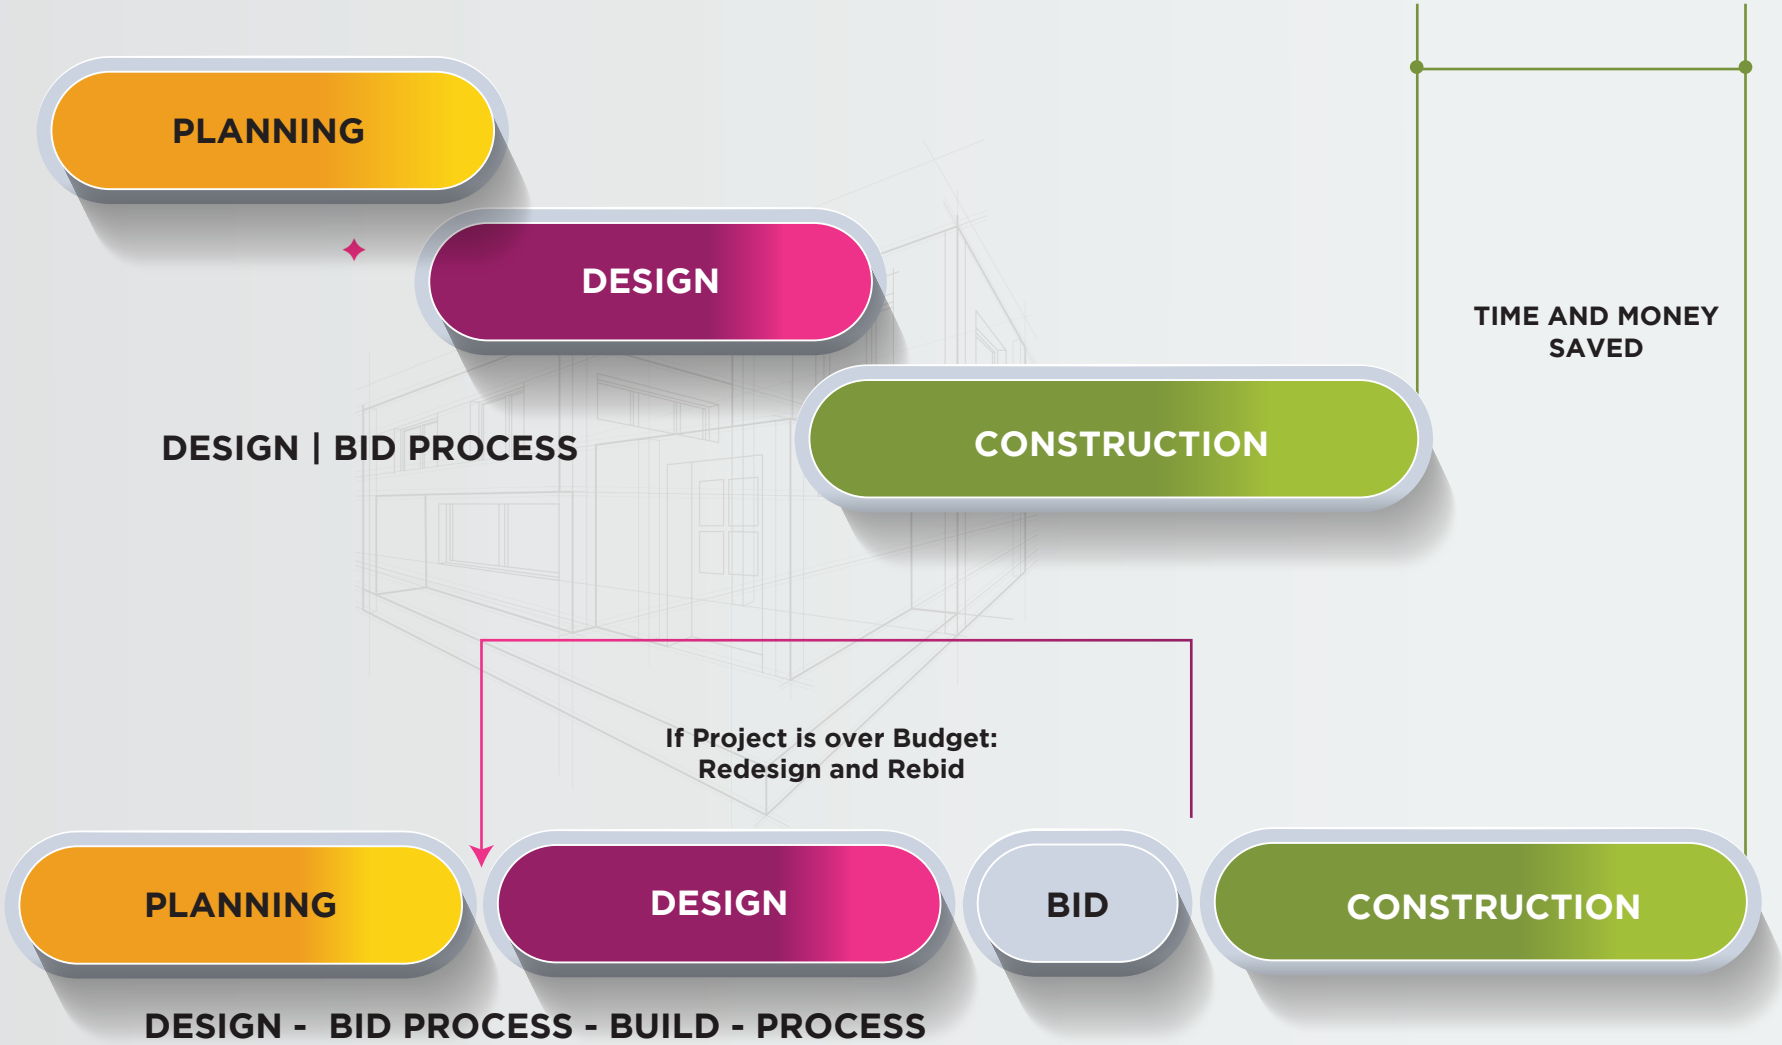 PLANNING
DESIGN
TIME AND MONEY
SAVED
CONSTRUCTION
DESIGN | BID PROCESS
If Project is over Budget:
Redesign and Rebid
PLANNING
DESIGN
BID
CONSTRUCTION
DESIGN -  BID PROCESS - BUILD - PROCESS